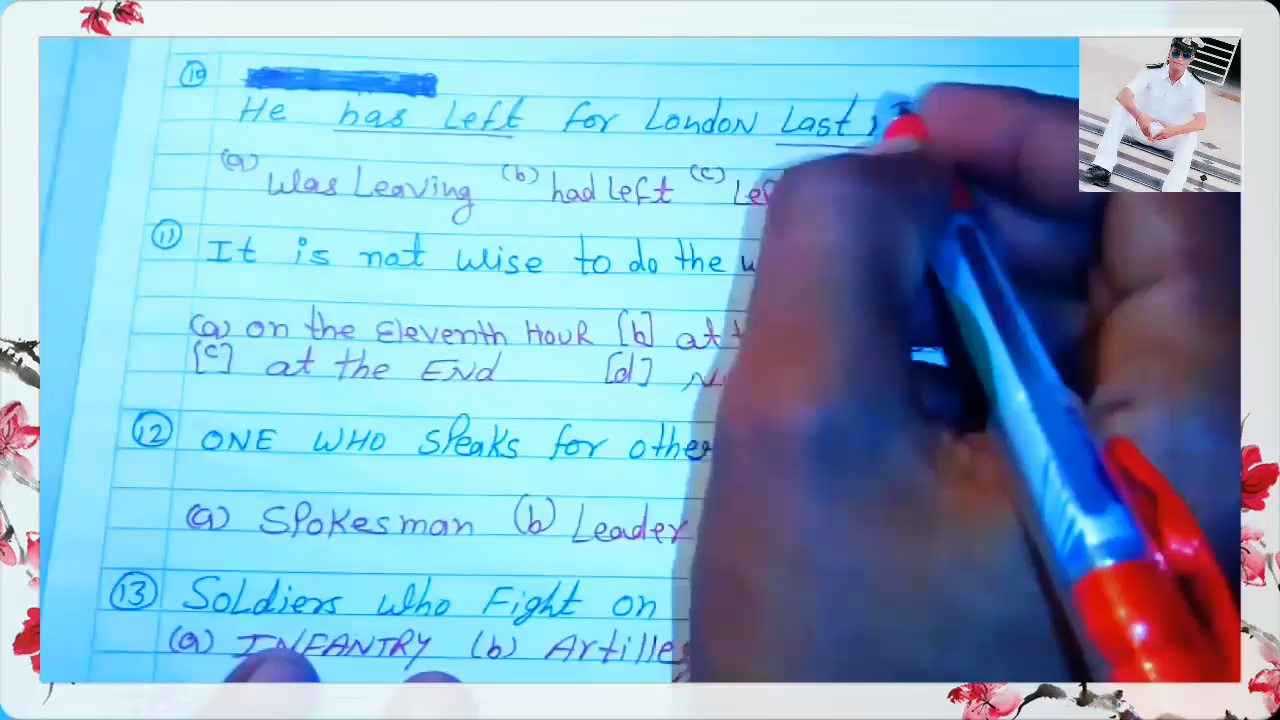 (10)
He has Left for London Last
(a) Was Leaving (b) had Left (c)
(11) It is not wise to do the
(a) on the Eleventh HOUR [b] at
[c] at the END [d]
(12) ONE WHO Speaks for other
(a) Spokesman (b) Leader
(13) Soldiers who Fight on
(a) INFANTRY (b)